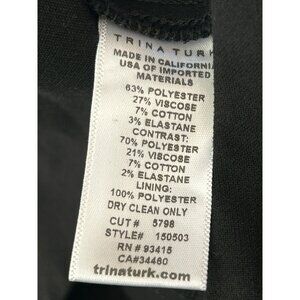 TRINA TURK
MADE IN CALIFORNIA
USA OF IMPORTED
MATERIALS
63% POLYESTER
27% VISCOSE
7% COTTON
3% ELASTANE
CONTRAST:
70% POLYESTER
21% VISCOSE
7% COTTON
2% ELASTANE
LINING:
100% POLYESTER
DRY CLEAN ONLY
CUT # 5798
STYLE# 150503
RN # 93415
CA#34460
trinaturk.com